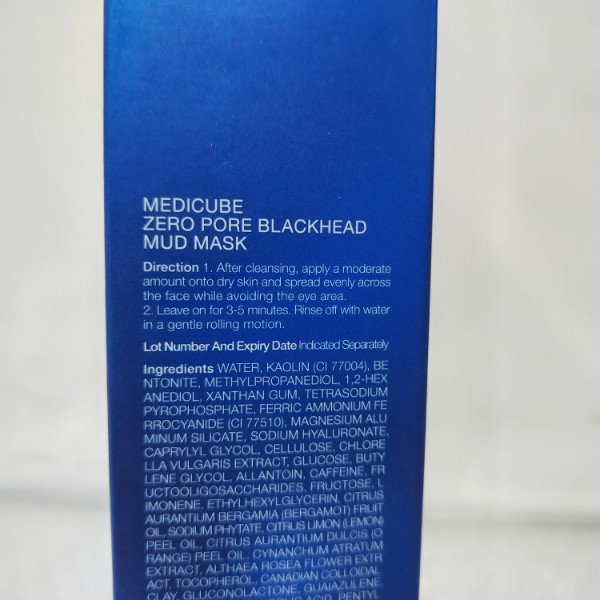 MEDICUBE
ZERO PORE BLACKHEAD
MUD MASK
Direction 1. After cleansing, apply a moderate
amount onto dry skin and spread evenly across
the face while avoiding the eye area.
2. Leave on for 3-5 minutes. Rinse off with water
in a gentle rolling motion.
Lot Number And Expiry Date Indicated Separately
Ingredients WATER, KAOLIN (CI 77004), BE
NTONITE, METHYLPROPANEDIOL, 1,2-HEX
ANEDIOL, XANTHAN GUM, TETRASODIUM
PYROPHOSPHATE, FERRIC AMMONIUM FE
RROCYANIDE (CI 77510), MAGNESIUM ALU
MINUM SILICATE, SODIUM HYALURONATE,
CAPRYLYL GLYCOL, CELLULOSE, CHLORE
LLA VULGARIS EXTRACT, GLUCOSE, BUTY
LENE GLYCOL, ALLANTOIN, CAFFEINE, FR
UCTOOLIGOSACCHARIDES, FRUCTOSE, L
IMONENE, ETHYLHEXYLGLYCERIN, CITRUS
AURANTIUM BERGAMIA (BERGAMOT) FRUIT
OIL, SODIUM PHYTATE, CITRUS LIMON (LEMON)
PEEL OIL, CITRUS AURANTIUM DULCIS (O
RANGE) PEEL OIL, CYNANCHUM ATRATUM
EXTRACT, ALTHAEA ROSEA FLOWER EXTR
ACT, TOCOPHEROL, CANADIAN COLLOIDAL
CLAY, GLUCONOLACTONE, GUAIAZULENE,
ACID, PENTYL